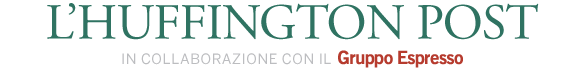 L'HUFFINGTON POST
IN COLLABORAZIONE CON IL Gruppo Espresso